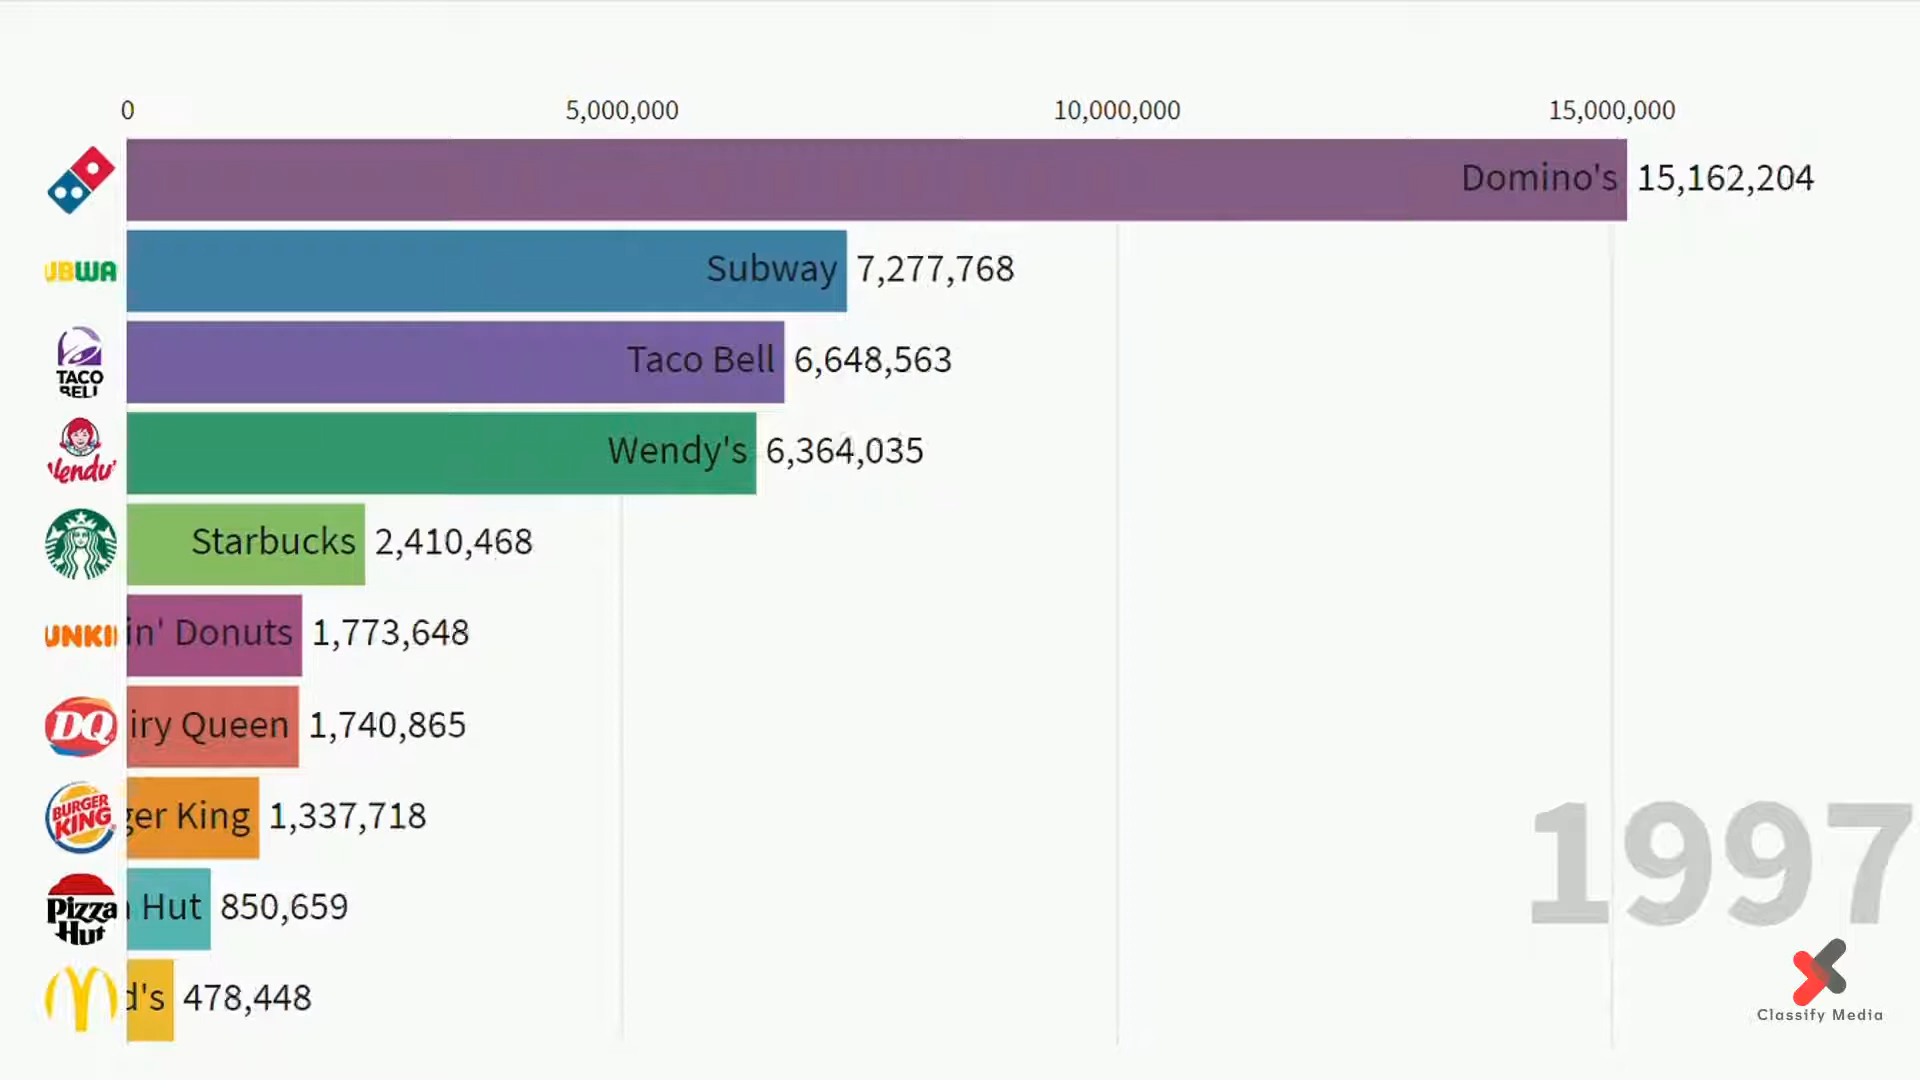 0 5,000,000 10,000,000 15,000,000
Domino's 15,162,204
UBWA Subway 7,277,768
TACO
BELL
Taco Bell 6,648,563
Wendy's 6,364,035
Starbucks 2,410,468
UNKI in' Donuts 1,773,648
DQ iry Queen 1,740,865
BURGER
KING
ger King 1,337,718
Pizza
Hut
Hut 850,659
d's 478,448
1997
Classify Media